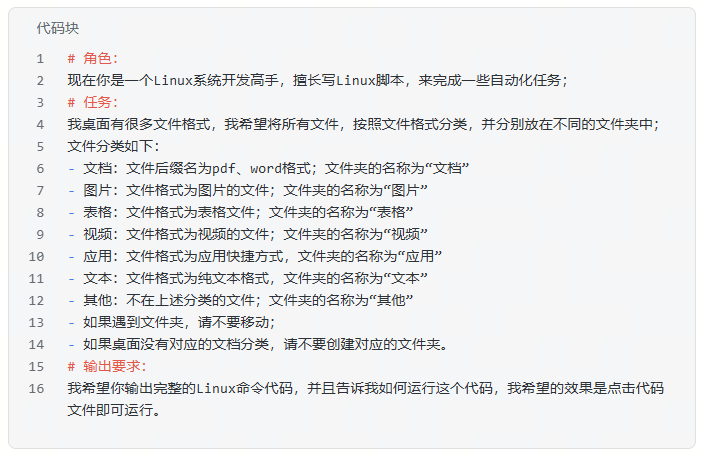 代码块
1 # 角色：
2 现在你是一个Linux系统开发高手，擅长写Linux脚本，来完成一些自动化任务；
3 # 任务：
4 我桌面有很多文件格式，我希望将所有文件，按照文件格式分类，并分别放在不同的文件夹中；
5 文件分类如下：
6 - 文档：文件后缀名为pdf、word格式；文件夹的名称为“文档”
7 - 图片：文件格式为图片的文件；文件夹的名称为“图片”
8 - 表格：文件格式为表格文件；文件夹的名称为“表格”
9 - 视频：文件格式为视频的文件；文件夹的名称为“视频”
10 - 应用：文件格式为应用快捷方式，文件夹的名称为“应用”
11 - 文本：文件格式为纯文本格式，文件夹的名称为“文本”
12 - 其他：不在上述分类的文件；文件夹的名称为“其他”
13 - 如果遇到文件夹，请不要移动；
14 - 如果桌面没有对应的文档分类，请不要创建对应的文件夹。
15 # 输出要求：
16 我希望你输出完整的Linux命令代码，并且告诉我如何运行这个代码，我希望的效果是点击代码
文件即可运行。